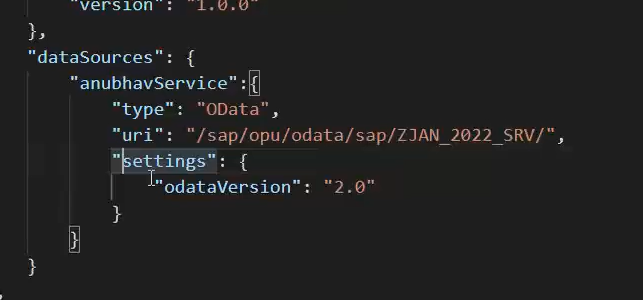 "version": "1.0.0"
},
"dataSources": {
"anubhavService":{
"type": "OData",
"uri": "/sap/opu/odata/sap/ZJAN_2022_SRV/",
"settings": {
"odataVersion": "2.0"
}
}
}